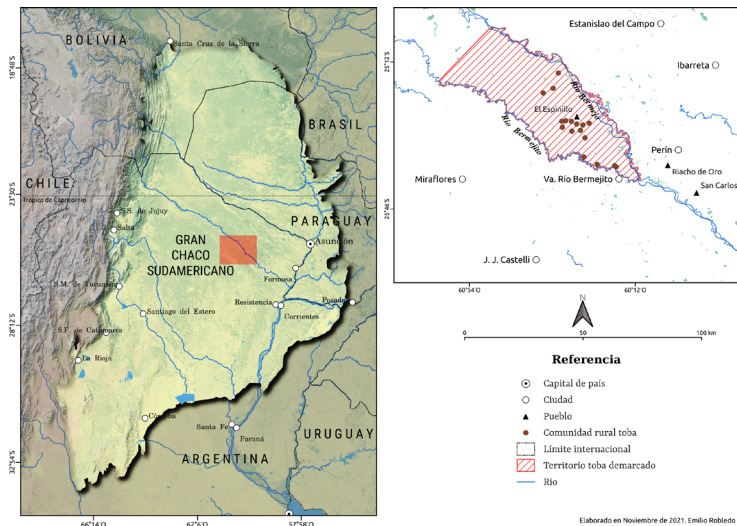 BOLIVIA
Santa Cruz de la Sierra
18°48'S
BRASIL
CHILE
23°30'S
Trópico de Capricornio
PARAGUAY
S.S. de Jujuy
Salta
Asunción
GRAN
CHACO
SUDAMERICANO
Formosa
S.M. de Tucumán
Resistencia
Posadas
Santiago del Estero
Corrientes
28°12'S
S.F. de Catamarca
La Rioja
Córdoba
Santa Fe
Paraná
URUGUAY
ARGENTINA
32°54'S
66°14'O
62°6'O
57°58'O
Estanislao del Campo
25°12'S
Ibarreta
Río Bermejo
El Espinillo
Río Bermejito
Perín
Riacho de Oro
Miraflores
Va. Río Bermejito
San Carlos
25°46'S
J. J. Castelli
60°54'O
60°12'O
N
0
50
100 km
Referencia
Capital de país
Ciudad
Pueblo
Comunidad rural toba
Límite internacional
Territorio toba demarcado
Rio
Elaborado en Noviembre de 2021. Emilio Robledo